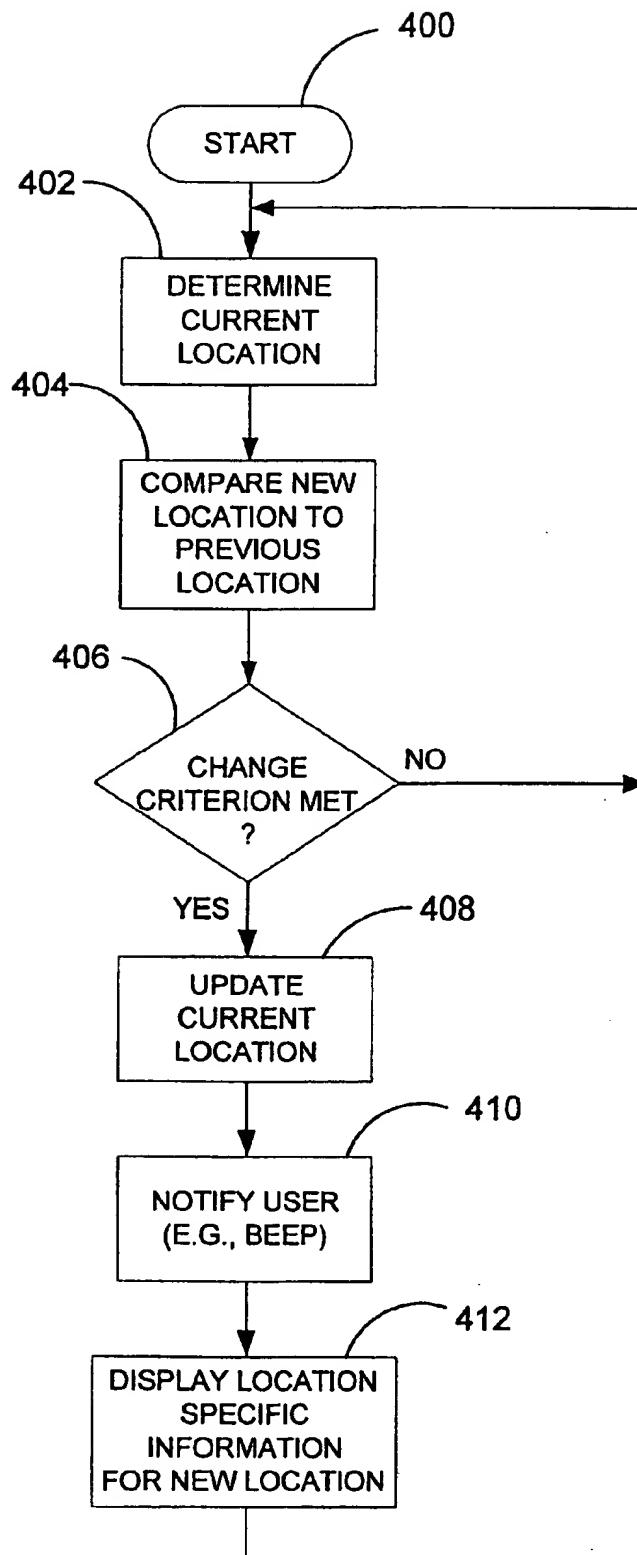 400
START
402
DETERMINE
CURRENT
LOCATION
404
COMPARE NEW
LOCATION TO
PREVIOUS
LOCATION
406
CHANGE
CRITERION MET
?
NO
YES
408
UPDATE
CURRENT
LOCATION
410
NOTIFY USER
(E.G., BEEP)
412
DISPLAY LOCATION
SPECIFIC
INFORMATION
FOR NEW LOCATION